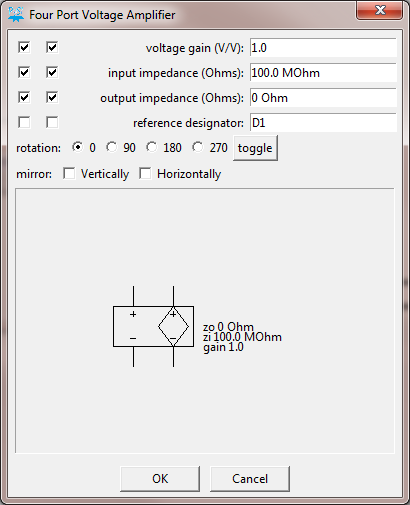 Four Port Voltage Amplifier
voltage gain (V/V): 1.0
input impedance (Ohms): 100.0 MOhm
output impedance (Ohms): 0 Ohm
reference designator: D1
rotation: 0 90 180 270 toggle
mirror: Vertically Horizontally
+ +
zo 0 Ohm
− − zi 100.0 MOhm
gain 1.0
OK Cancel